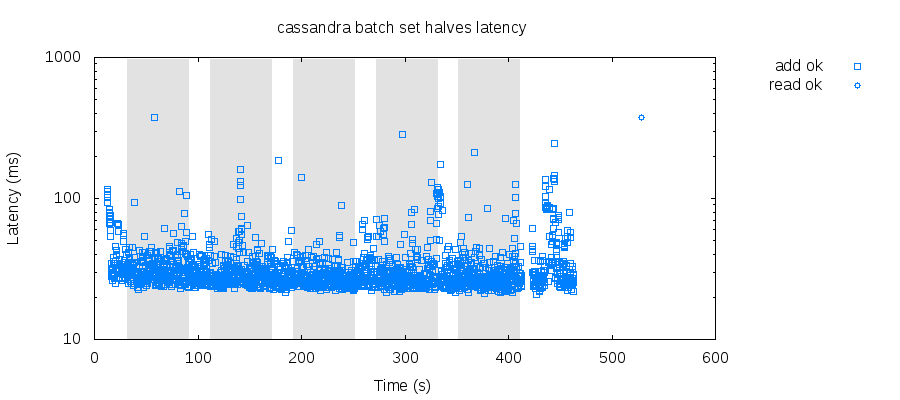 cassandra batch set halves latency
add ok
read ok
Latency (ms)
1000
100
10
0 100 200 300 400 500 600
Time (s)